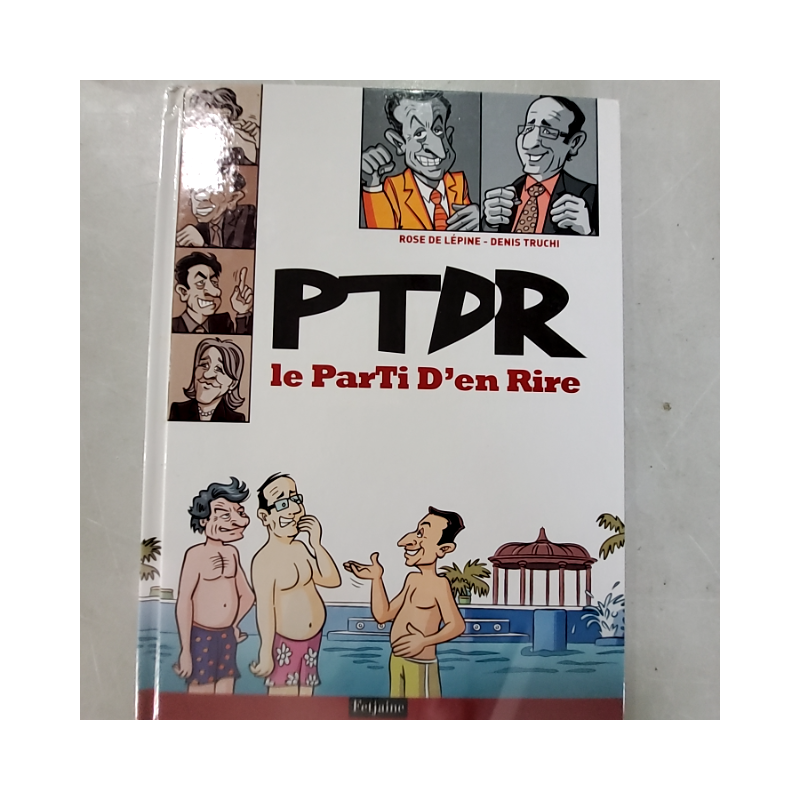 ROSE DE LÉPINE - DENIS TRUCHI
PTDR
le ParTi D'en Rire
Fetjaine